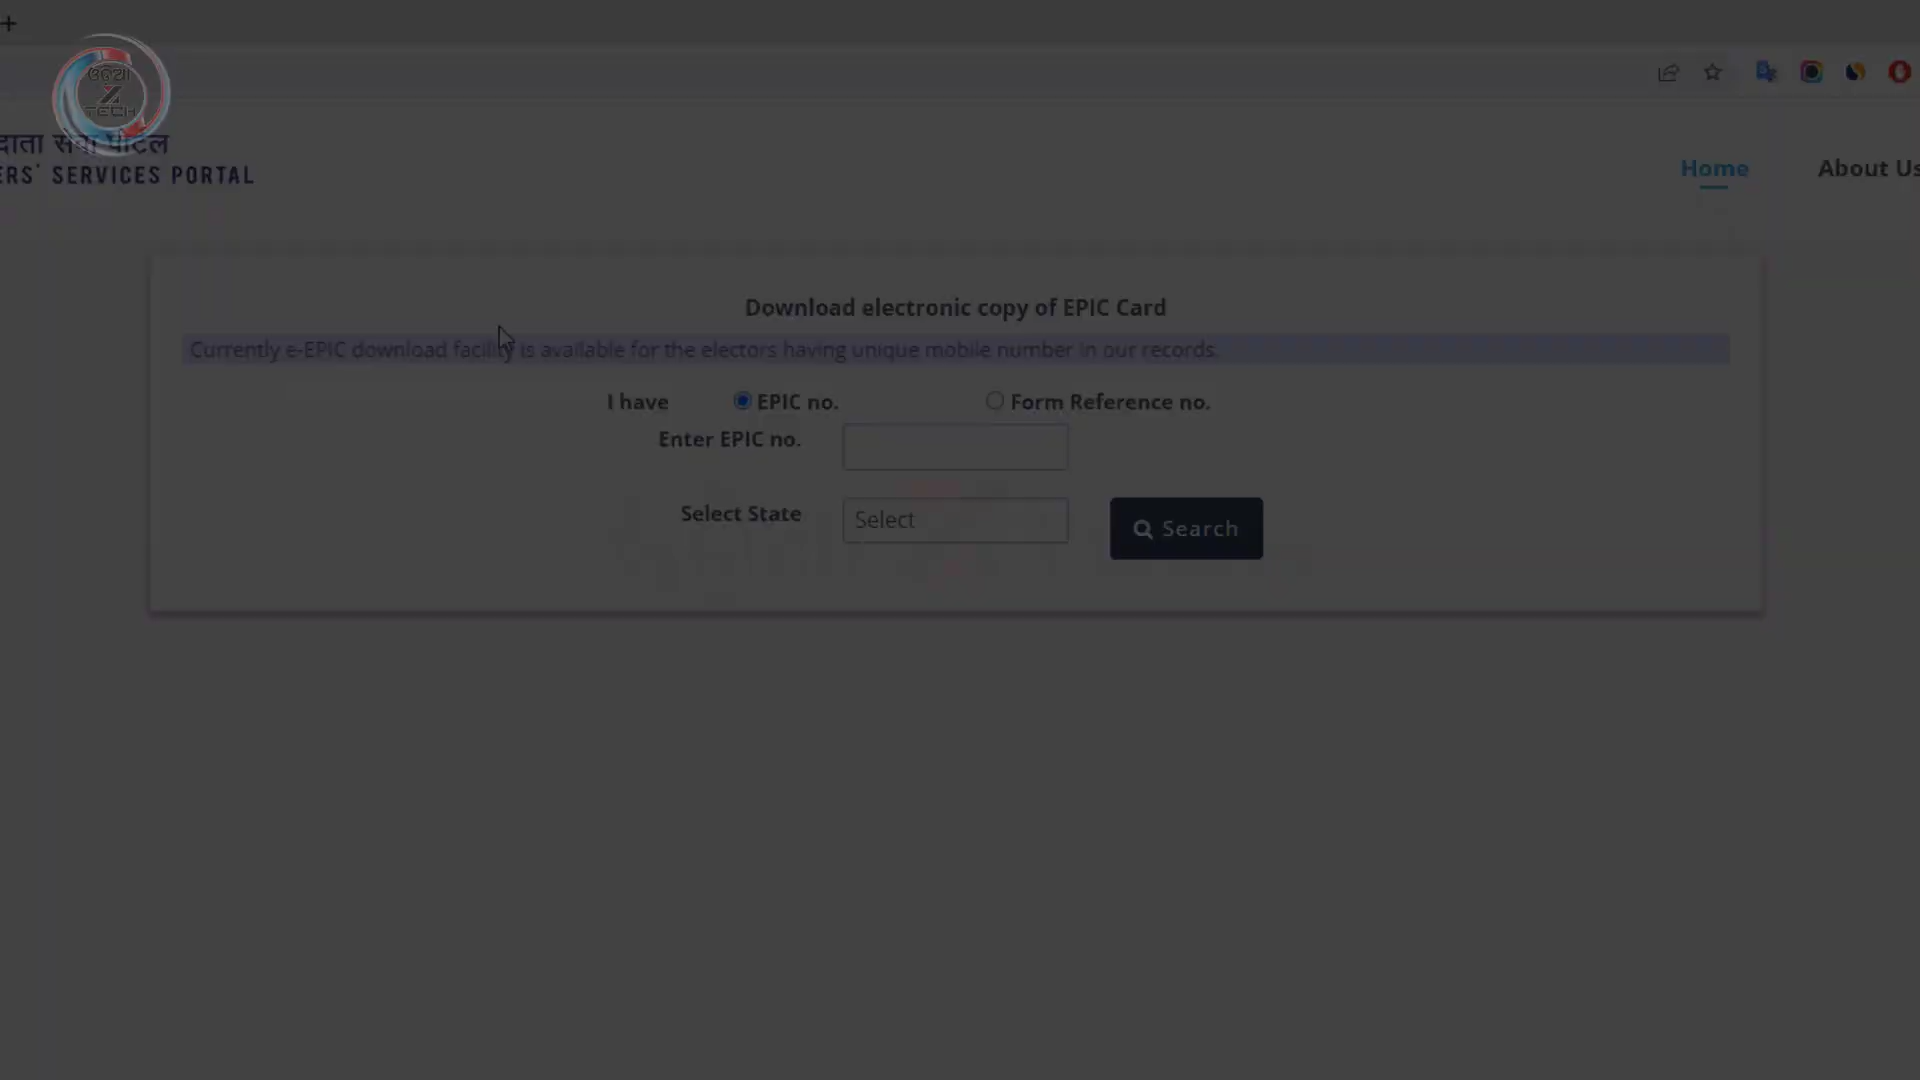 +
TECH
दाता सेवा पोर्टल
ERS' SERVICES PORTAL
Home
About Us
Download electronic copy of EPIC Card
Currently e-EPIC download facility is available for the electors having unique mobile number in our records.
I have
EPIC no.
Form Reference no.
Enter EPIC no.
Select State
Select
Search